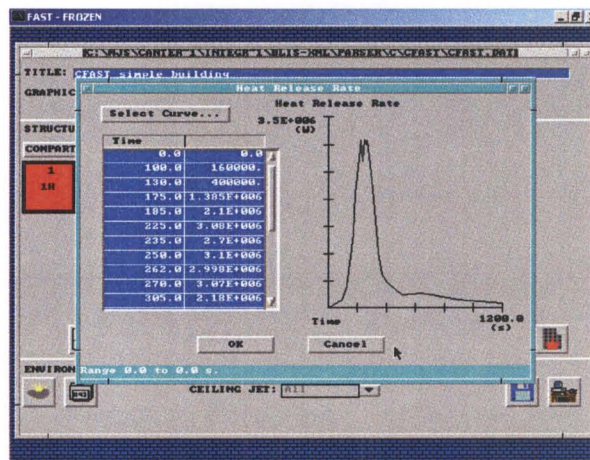 FAST - FROZEN
K:\MJS\CANTER~1\INTEGR~1\BLIS-XML\PARSER\C\CFAST\CFAST.DAT
TITLE: CFAST simple building
GRAPHIC
Heat Release Rate
Select Curve...
Heat Release Rate
3.5E+006
(W)
STRUCTU
COMPART
1
1H
Time
0.0 0.0
100.0 160000.
130.0 400000.
175.0 1.385E+006
185.0 2.1E+006
225.0 3.08E+006
235.0 2.7E+006
250.0 3.1E+006
262.0 2.998E+006
270.0 3.07E+006
305.0 2.18E+006
Time
1200.0
(s)
OK
Cancel
ENVIRON
Range 0.0 to 0.0 s.
CEILING JET: All